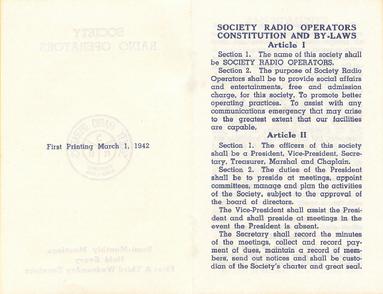 First Printing March 1, 1942
SOCIETY RADIO OPERATORS
CONSTITUTION AND BY-LAWS
Article I
Section 1. The name of this society shall
be SOCIETY RADIO OPERATORS.
Section 2. The purpose of Society Radio
Operators shall be to provide social affairs
and entertainments, free and admission
charge, for this society. To promote better
operating practices. To assist with any
communications emergency that may arise
to the greatest extent that our facilities
are capable.
Article II
Section 1. The officers of this society
shall be a President, Vice-President, Secre-
tary, Treasurer, Marshal and Chaplain.
Section 2. The duties of the President
shall be to preside at meetings, appoint
committees, manage and plan the activities
of the Society, subject to the approval of
the board of directors.
The Vice-President shall assist the Presi-
dent and shall preside at meetings in the
event the President is absent.
The Secretary shall record the minutes
of the meetings, collect and record pay-
ment of dues, maintain a record of mem-
bers, send out notices and shall be custo-
dian of the Society's charter and great seal.